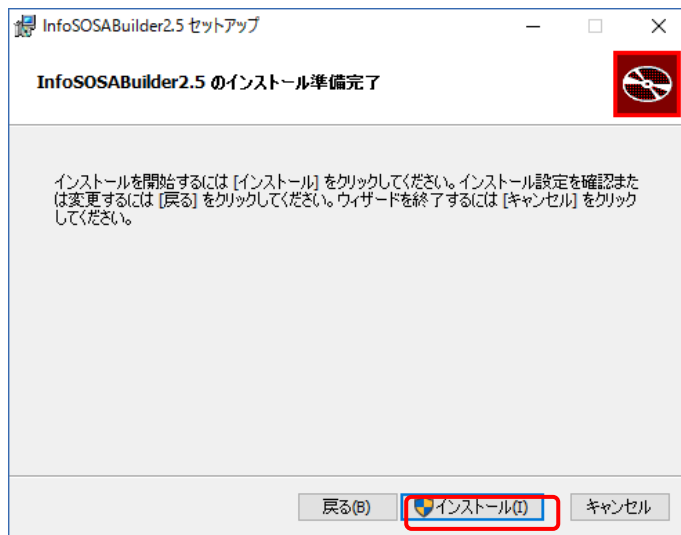 InfoSOSABuilder2.5 セットアップ
InfoSOSABuilder2.5 のインストール準備完了
インストールを開始するには [インストール] をクリックしてください。インストール設定を確認また
は変更するには [戻る] をクリックしてください。ウィザードを終了するには [キャンセル] をクリック
してください。
戻る(B) インストール(I) キャンセル